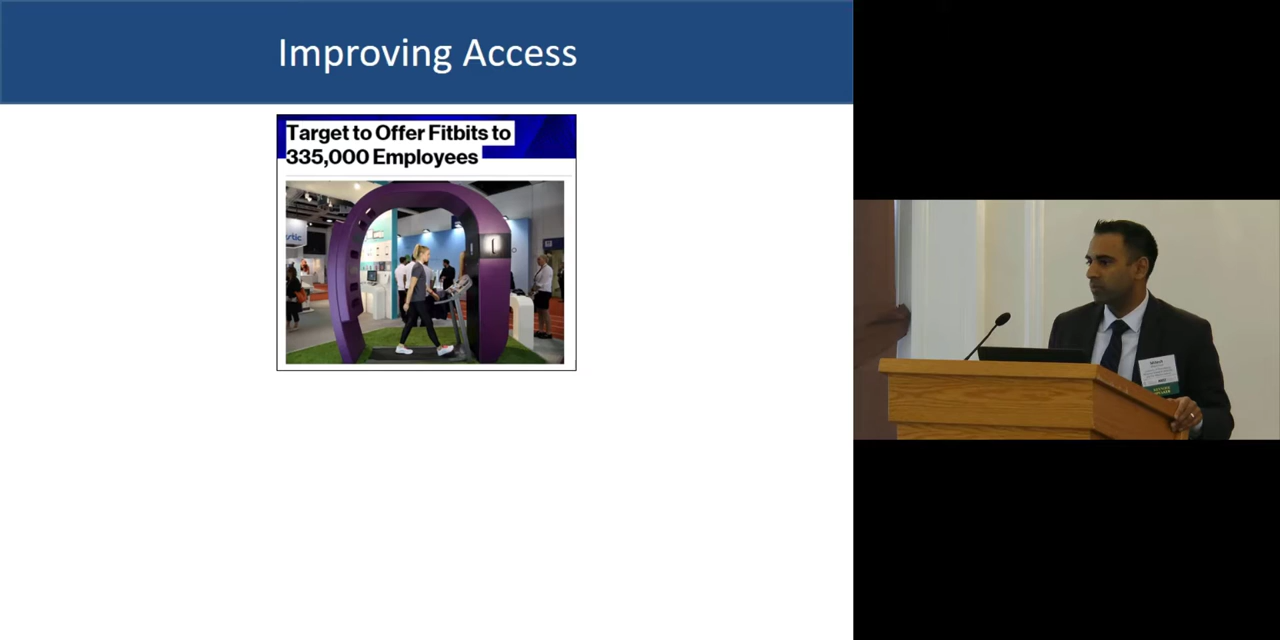 Improving Access
Target to Offer Fitbits to
335,000 Employees